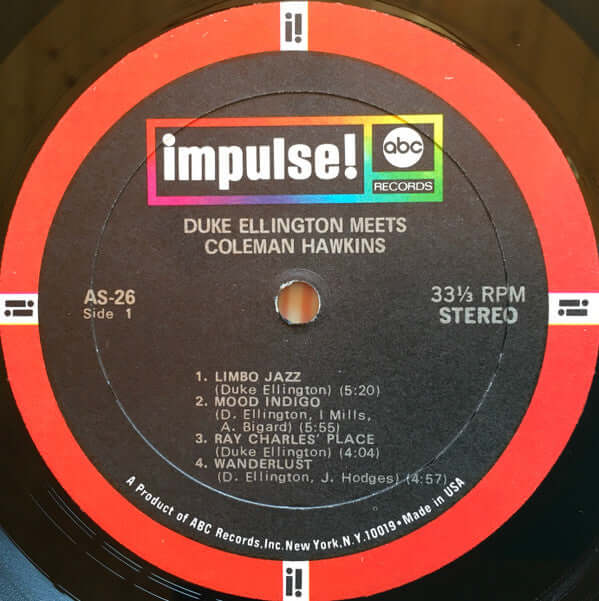 i!
impulse! abc
RECORDS
DUKE ELLINGTON MEETS
COLEMAN HAWKINS
AS-26
Side 1
33⅓ RPM
STEREO
i!
i!
1. LIMBO JAZZ
(Duke Ellington) (5:20)
2. MOOD INDIGO
(D. Ellington, I Mills,
A. Bigard) (5:55)
3. RAY CHARLES' PLACE
(Duke Ellington) (4:04)
4. WANDERLUST
(D. Ellington, J. Hodges) (4:57)
A Product of ABC Records, Inc. New York, N.Y. 10019 • Made in USA
i!